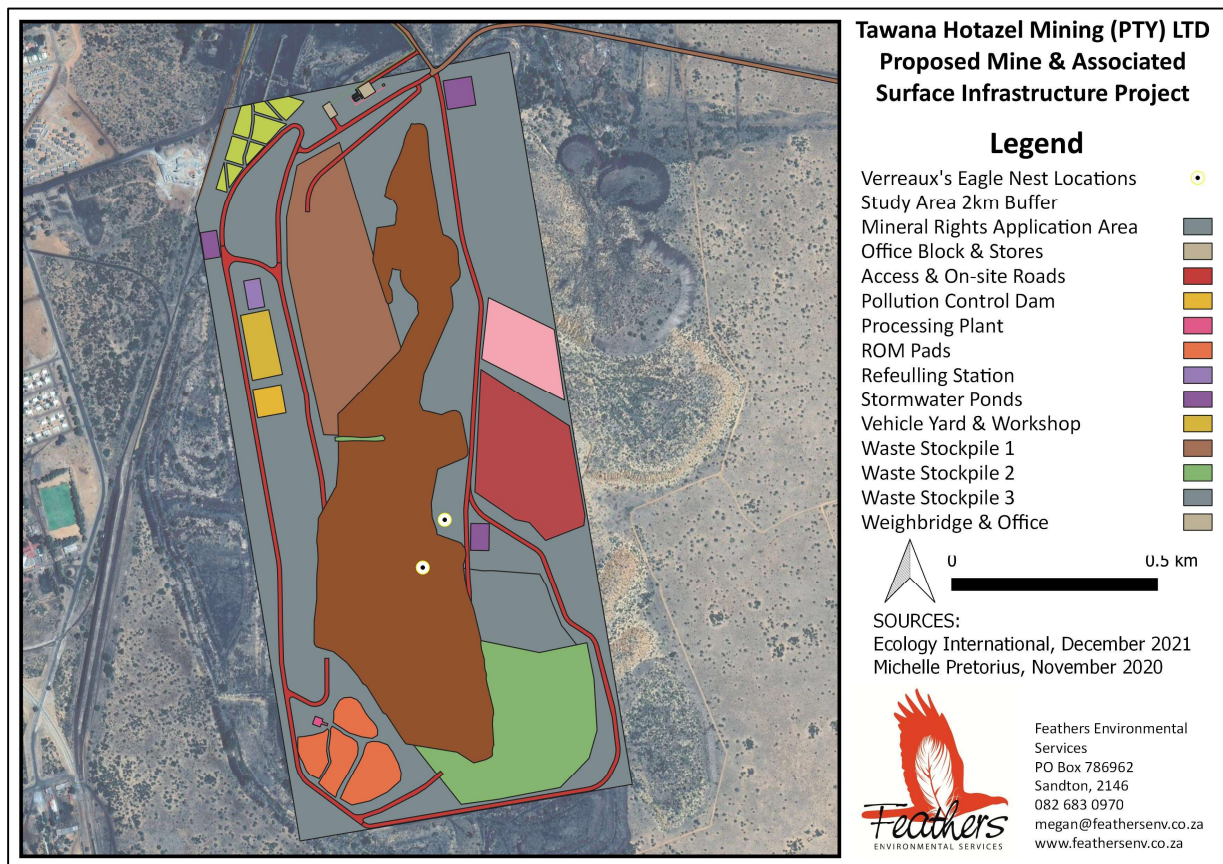 Tawana Hotazel Mining (PTY) LTD
Proposed Mine & Associated
Surface Infrastructure Project
Legend
Verreaux's Eagle Nest Locations
Study Area 2km Buffer
Mineral Rights Application Area
Office Block & Stores
Access & On-site Roads
Pollution Control Dam
Processing Plant
ROM Pads
Refeulling Station
Stormwater Ponds
Vehicle Yard & Workshop
Waste Stockpile 1
Waste Stockpile 2
Waste Stockpile 3
Weighbridge & Office
0 0.5 km
SOURCES:
Ecology International, December 2021
Michelle Pretorius, November 2020
Feathers
ENVIRONMENTAL SERVICES
Feathers Environmental
Services
PO Box 786962
Sandton, 2146
082 683 0970
megan@feathersenv.co.za
www.feathersenv.co.za